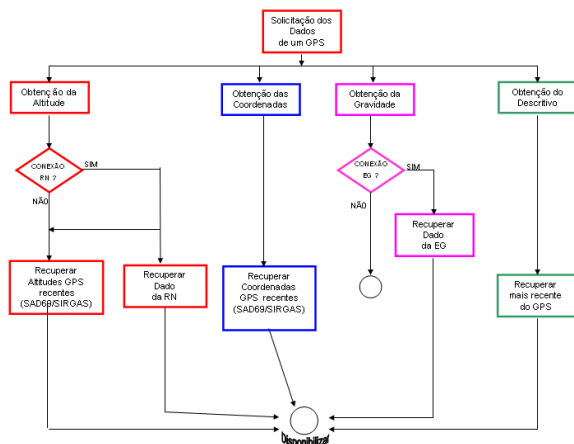 Solicitação dos
Dados
de um GPS
Obtenção da
Altitude
Obtenção das
Coordenadas
Obtenção da
Gravidade
Obtenção do
Descritivo
CONEXÃO
RN ?
SIM
NÃO
CONEXÃO
EG ?
SIM
NÃO
Recuperar
Dado
da EG
Recuperar
Altitudes GPS
recentes
(SAD69/SIRGAS)
Recuperar
Dado
da RN
Recuperar
Coordenadas
GPS recentes
(SAD69/SIRGAS)
Recuperar
mais recente
do GPS
Disponibilizar